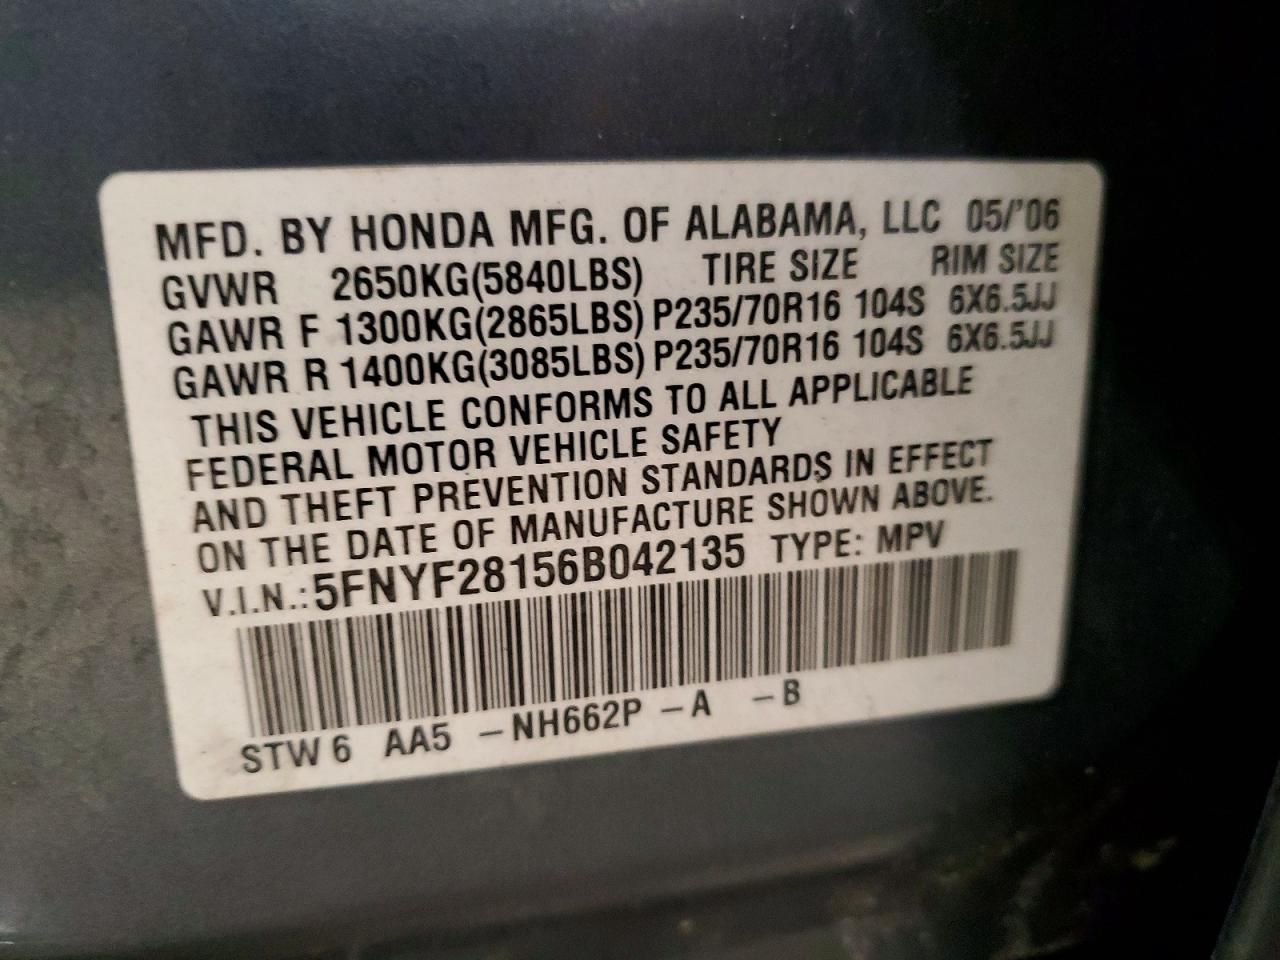 MFD. BY HONDA MFG. OF ALABAMA, LLC 05/'06
GVWR 2650KG(5840LBS) TIRE SIZE RIM SIZE
GAWR F 1300KG(2865LBS) P235/70R16 104S 6X6.5JJ
GAWR R 1400KG(3085LBS) P235/70R16 104S 6X6.5JJ
THIS VEHICLE CONFORMS TO ALL APPLICABLE
FEDERAL MOTOR VEHICLE SAFETY
AND THEFT PREVENTION STANDARDS IN EFFECT
ON THE DATE OF MANUFACTURE SHOWN ABOVE.
V.I.N.: 5FNYF28156B042135 TYPE: MPV
STW 6 AA5 -NH662P -A -B